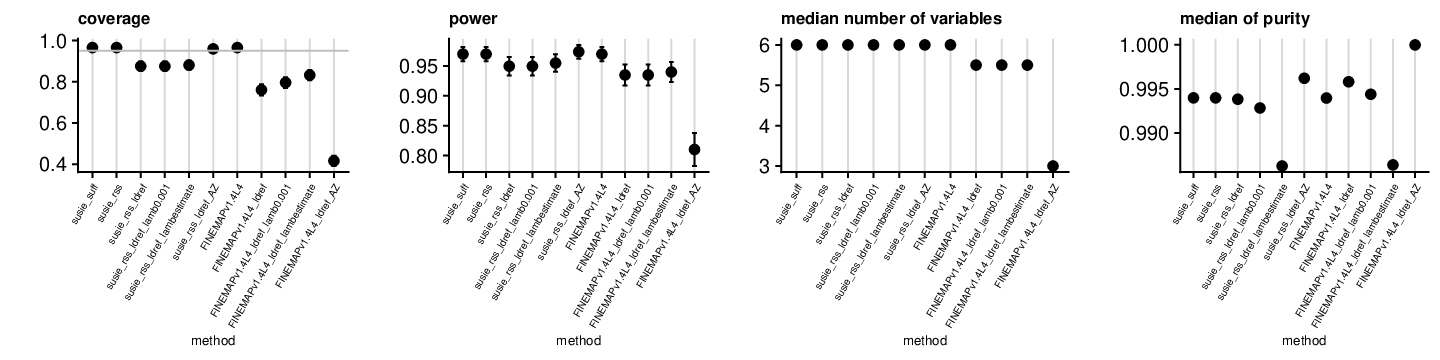 coverage
1.0
0.8
0.6
0.4
susie_suff
susie_rss
susie_rss_ldref
susie_rss_ldref_lamb0.001
susie_rss_ldref_lambestimate
susie_rss_ldref_AZ
FINEMAPv1.4L4
FINEMAPv1.4L4_ldref
FINEMAPv1.4L4_ldref_lamb0.001
FINEMAPv1.4L4_ldref_lambestimate
FINEMAPv1.4L4_ldref_AZ
method
power
0.95
0.90
0.85
0.80
susie_suff
susie_rss
susie_rss_ldref
susie_rss_ldref_lamb0.001
susie_rss_ldref_lambestimate
susie_rss_ldref_AZ
FINEMAPv1.4L4
FINEMAPv1.4L4_ldref
FINEMAPv1.4L4_ldref_lamb0.001
FINEMAPv1.4L4_ldref_lambestimate
FINEMAPv1.4L4_ldref_AZ
method
median number of variables
6
5
4
3
susie_suff
susie_rss
susie_rss_ldref
susie_rss_ldref_lamb0.001
susie_rss_ldref_lambestimate
susie_rss_ldref_AZ
FINEMAPv1.4L4
FINEMAPv1.4L4_ldref
FINEMAPv1.4L4_ldref_lamb0.001
FINEMAPv1.4L4_ldref_lambestimate
FINEMAPv1.4L4_ldref_AZ
method
median of purity
1.000
0.995
0.990
susie_suff
susie_rss
susie_rss_ldref
susie_rss_ldref_lamb0.001
susie_rss_ldref_lambestimate
susie_rss_ldref_AZ
FINEMAPv1.4L4
FINEMAPv1.4L4_ldref
FINEMAPv1.4L4_ldref_lamb0.001
FINEMAPv1.4L4_ldref_lambestimate
FINEMAPv1.4L4_ldref_AZ
method